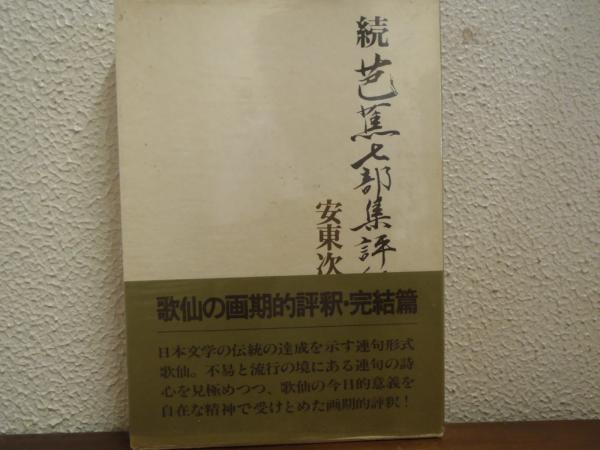 続 芭蕉七部集評
安東次
歌仙の画期的評釈・完結篇
日本文学の伝統の達成を示す連句形式
歌仙。不易と流行の境にある連句の詩
心を見極めつつ、歌仙の今日的意義を
自在な精神で受けとめた画期的評釈!